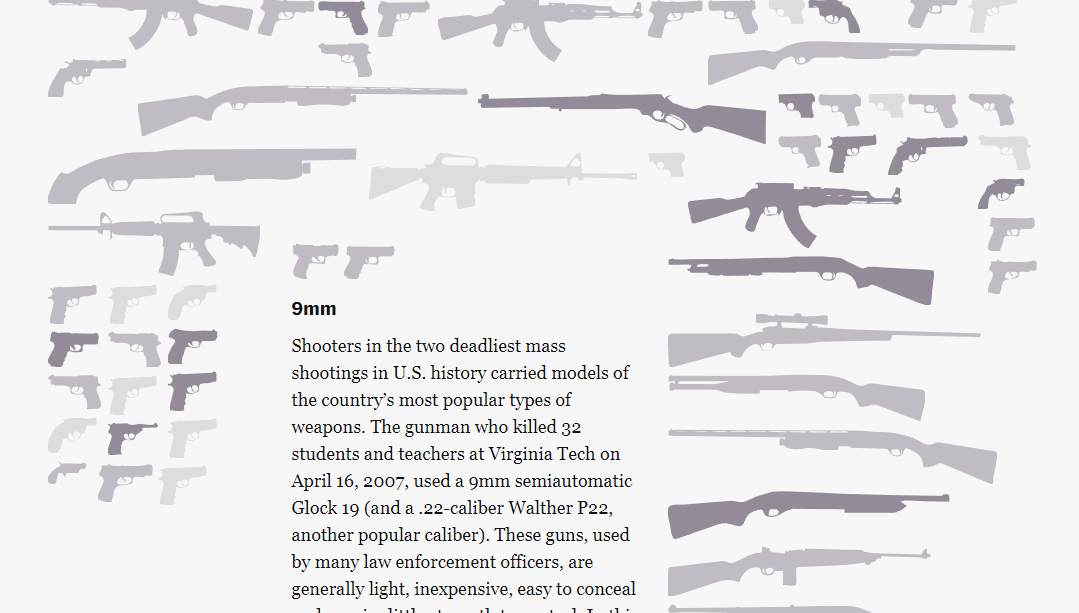 9mm
Shooters in the two deadliest mass
shootings in U.S. history carried models of
the country’s most popular types of
weapons. The gunman who killed 32
students and teachers at Virginia Tech on
April 16, 2007, used a 9mm semiautomatic
Glock 19 (and a .22-caliber Walther P22,
another popular caliber). These guns, used
by many law enforcement officers, are
generally light, inexpensive, easy to conceal